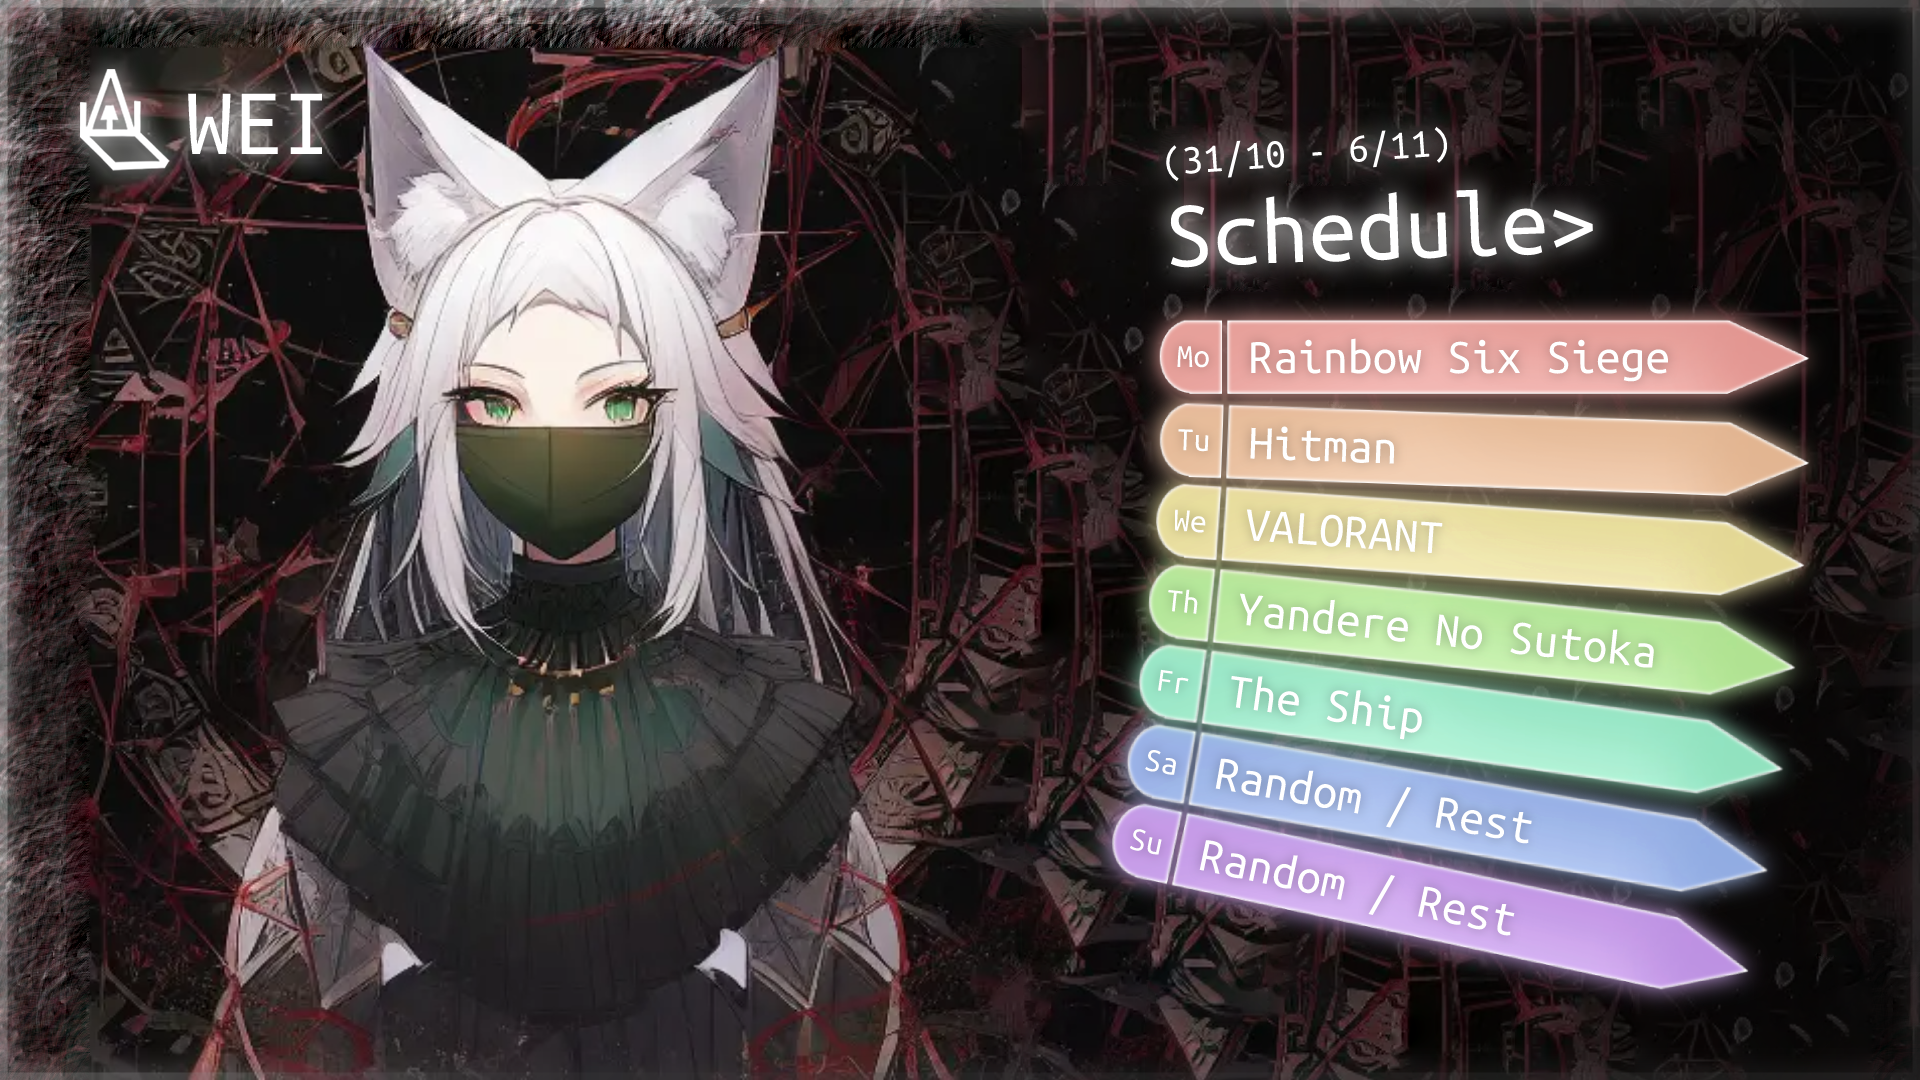 WEI
(31/10 - 6/11)
Schedule>
Mo Rainbow Six Siege
Tu Hitman
We VALORANT
Th Yandere No Sutoka
Fr The Ship
Sa Random / Rest
Su Random / Rest